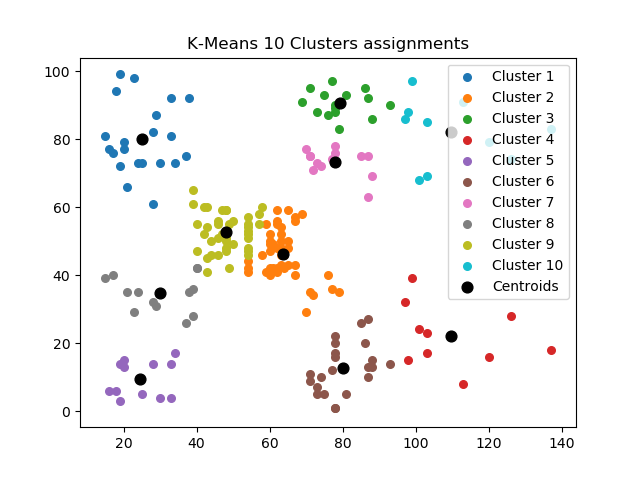 K-Means 10 Clusters assignments
100
80
60
40
20
0
20
40
60
80
100
120
140
Cluster 1
Cluster 2
Cluster 3
Cluster 4
Cluster 5
Cluster 6
Cluster 7
Cluster 8
Cluster 9
Cluster 10
Centroids